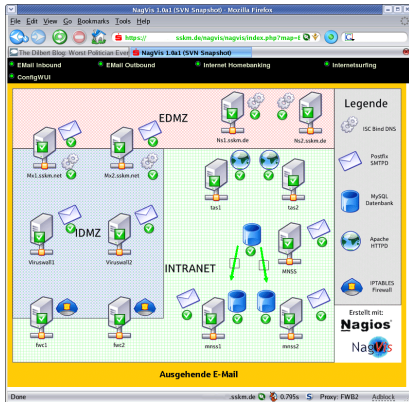 NagVis 1.0a1 (SVN Snapshot) - Mozilla Firefox
File Edit View Go Bookmarks Tools Help
https:// sskm.de/nagvis/nagvis/index.php?map=t
The Dilbert Blog: Worst Politician Ever
NagVis 1.0a1 (SVN Snapshot)
EMail Inbound
EMail Outbound
Internet Homebanking
Internetsurfing
ConfigWUI
EDMZ
Legende
ISC Bind DNS
Ns1.sskm.de
Ns2.sskm.de
Mx1.sskm.net
Mx2.sskm.net
Postfix
SMTPD
tas1
tas2
MySQL
Datenbank
IDMZ
Viruswall1
Viruswall2
INTRANET
MNSS
Apache
HTTPD
IPTABLES
Firewall
fwc1
fwc2
mnss1
mnss2
Erstellt mit:
Nagios
NagVis
Ausgehende E-Mail
Done
.sskm.de
0.795s
S
Proxy: FWB2
Adblock